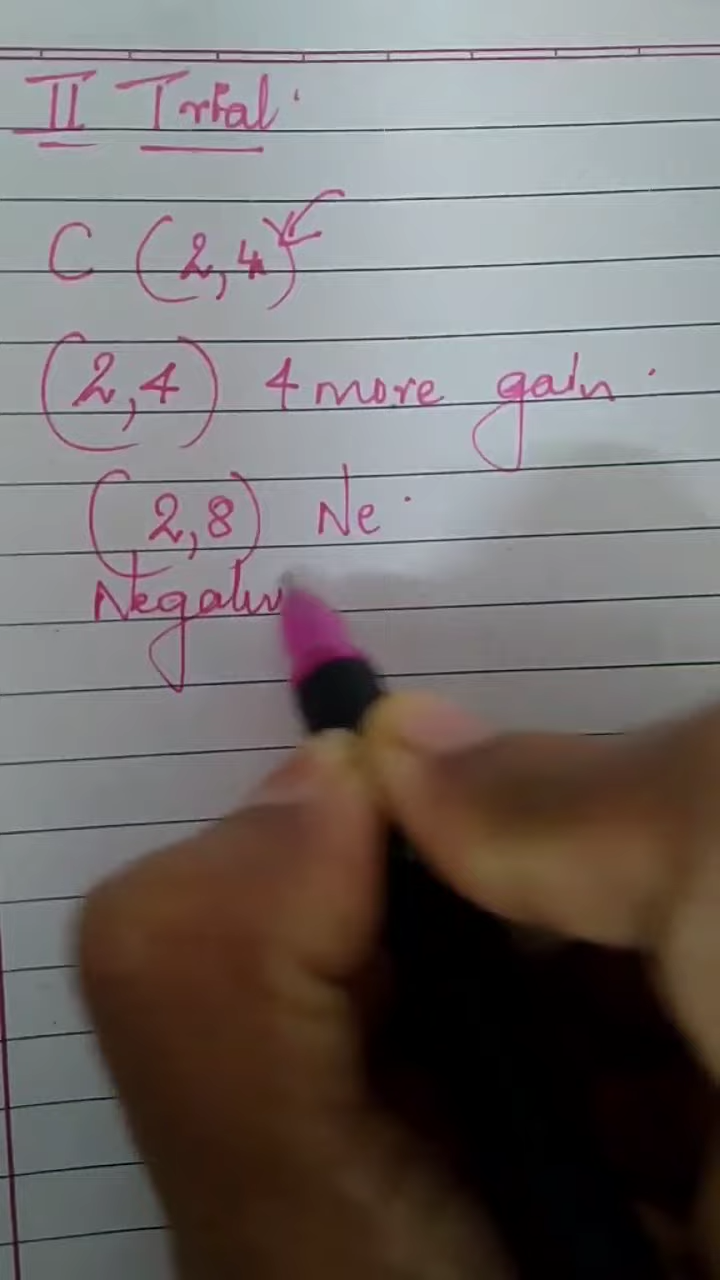 II Trial.
C (2,4)
(2,4) 4 more gain.
(2,8) Ne.
Negativ